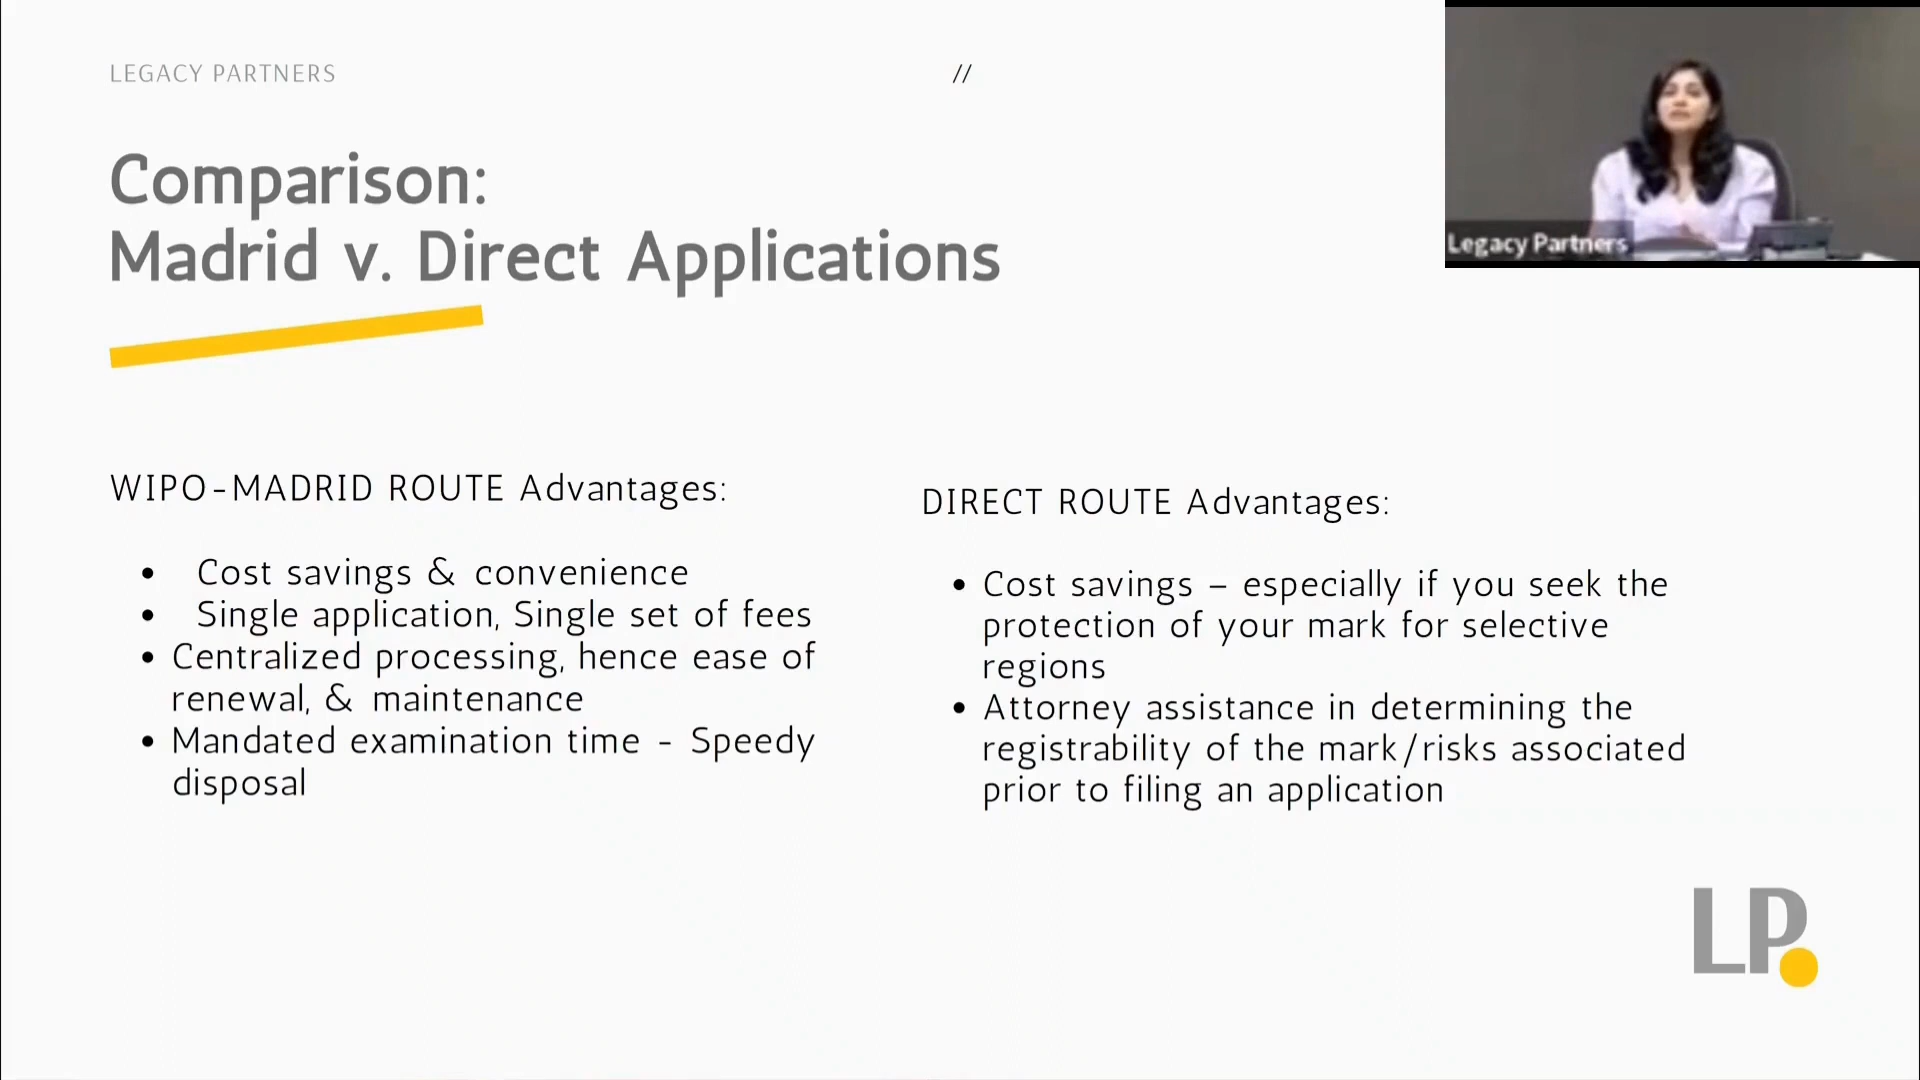 LEGACY PARTNERS
//
Legacy Partners
Comparison:
Madrid v. Direct Applications
WIPO-MADRID ROUTE Advantages:
• Cost savings & convenience
• Single application, Single set of fees
• Centralized processing, hence ease of
renewal, & maintenance
• Mandated examination time - Speedy
disposal
DIRECT ROUTE Advantages:
• Cost savings – especially if you seek the
protection of your mark for selective
regions
• Attorney assistance in determining the
registrability of the mark/risks associated
prior to filing an application
LP.